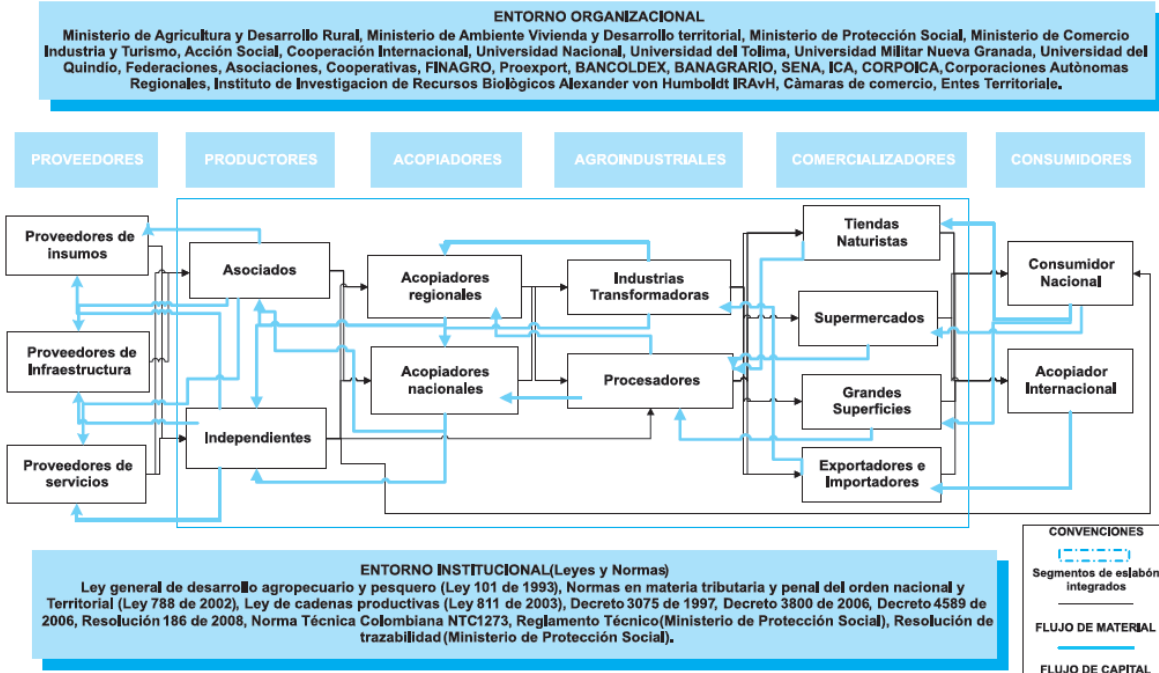 ENTORNO ORGANIZACIONAL
Ministerio de Agricultura y Desarrollo Rural, Ministerio de Ambiente Vivienda y Desarrollo territorial, Ministerio de Protección Social, Ministerio de Comercio
Industria y Turismo, Acción Social, Cooperación Internacional, Universidad Nacional, Universidad del Tolima, Universidad Militar Nueva Granada, Universidad del
Quindío, Federaciones, Asociaciones, Cooperativas, FINAGRO, Proexport, BANCOLDEX, BANAGRARIO, SENA, ICA, CORPOICA, Corporaciones Autònomas
Regionales, Instituto de Investigacion de Recursos Biològicos Alexander von Humboldt IRAvH, Càmaras de comercio, Entes Territoriale.
PROVEEDORES
PRODUCTORES
ACOPIADORES
AGROINDUSTRIALES
COMERCIALIZADORES
CONSUMIDORES
Proveedores de
insumos
Proveedores de
Infraestructura
Proveedores de
servicios
Asociados
Independientes
Acopiadores
regionales
Acopiadores
nacionales
Industrias
Transformadoras
Procesadores
Tiendas
Naturistas
Supermercados
Grandes
Superficies
Exportadores e
Importadores
Consumidor
Nacional
Acopiador
Internacional
ENTORNO INSTITUCIONAL(Leyes y Normas)
Ley general de desarrollo agropecuario y pesquero (Ley 101 de 1993), Normas en materia tributaria y penal del orden nacional y
Territorial (Ley 788 de 2002), Ley de cadenas productivas (Ley 811 de 2003), Decreto 3075 de 1997, Decreto 3800 de 2006, Decreto 4589 de
2006, Resolución 186 de 2008, Norma Técnica Colombiana NTC1273, Reglamento Técnico(Ministerio de Protección Social), Resolución de
trazabilidad(Ministerio de Protección Social).
CONVENCIONES
Segmentos de eslabón
integrados
FLUJO DE MATERIAL
FLUJO DE CAPITAL